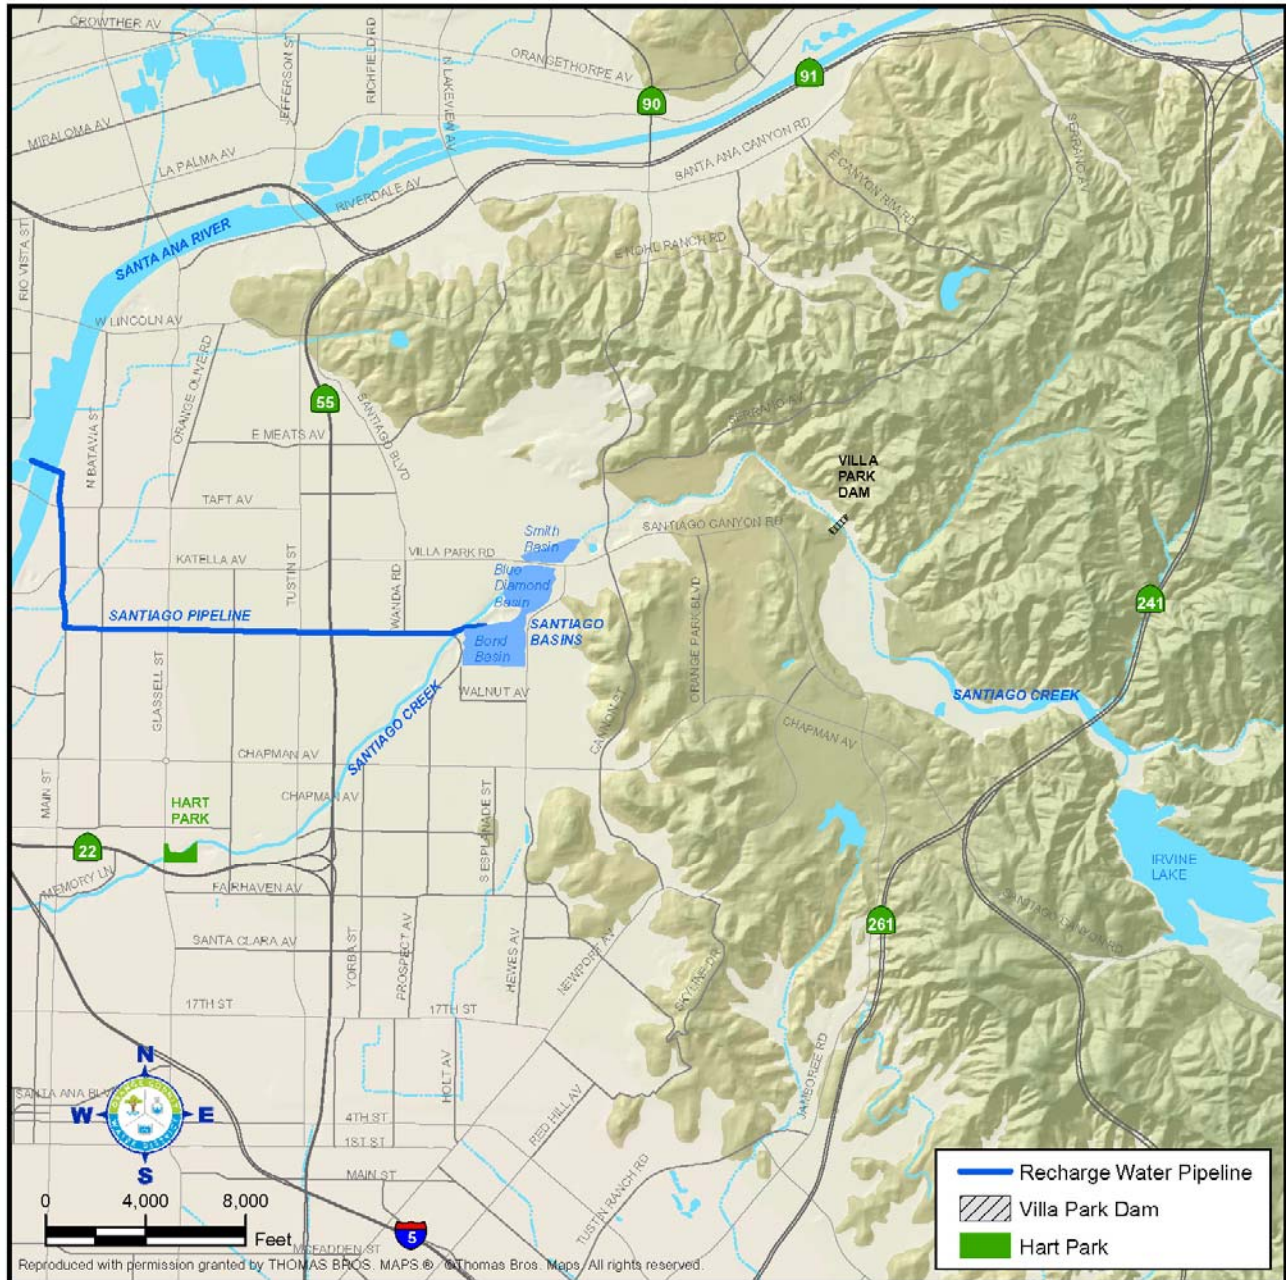 CROWTHER AV
JEFFERSON ST
RICHFIELD RD
N LAKEVIEW AV
ORANGETHORPE AV
91
90
MIRALOMA AV
LA PALMA AV
SANTA ANA CANYON RD
SERRANO AV
E CANYON RIM RD
RIVERDALE AV
RIO VISTA ST
SANTA ANA RIVER
E NOHL RANCH RD
W LINCOLN AV
ORANGE OLIVE RD
55
SANTIAGO BLVD
SERRANO AV
N BATAVIA ST
E MEATS AV
VILLA
PARK
DAM
TAFT AV
SANTIAGO CANYON RD
Smith
Basin
KATELLA AV
TUSTIN ST
VILLA PARK RD
WANDA RD
Blue
Diamond
Basin
ORANGE PARK BLVD
241
SANTIAGO PIPELINE
SANTIAGO
BASINS
Bond
Basin
GLASSELL ST
WALNUT AV
SANTIAGO CREEK
SANTIAGO CREEK
CANNON ST
CHAPMAN AV
CHAPMAN AV
MAIN ST
CHAPMAN AV
HART
PARK
S ESPLANADE ST
22
IRVINE
LAKE
MEMORY LN
FAIRHAVEN AV
SANTIAGO CANYON RD
261
SANTA CLARA AV
YORBA ST
PROSPECT AV
HEWES AV
NEWPORT AV
SKYLINE DR
17TH ST
17TH ST
N
JAMBOREE RD
HOLT AV
RED HILL AV
SANTA ANA BLV
W
E
ORANGE COUNTY
WATER DISTRICT
4TH ST
1ST ST
S
MAIN ST
TUSTIN RANCH RD
0 4,000 8,000
Feet
5
MCFADDEN ST
Recharge Water Pipeline
Villa Park Dam
Hart Park
Reproduced with permission granted by THOMAS BROS. MAPS ® ©Thomas Bros. Maps. All rights reserved.